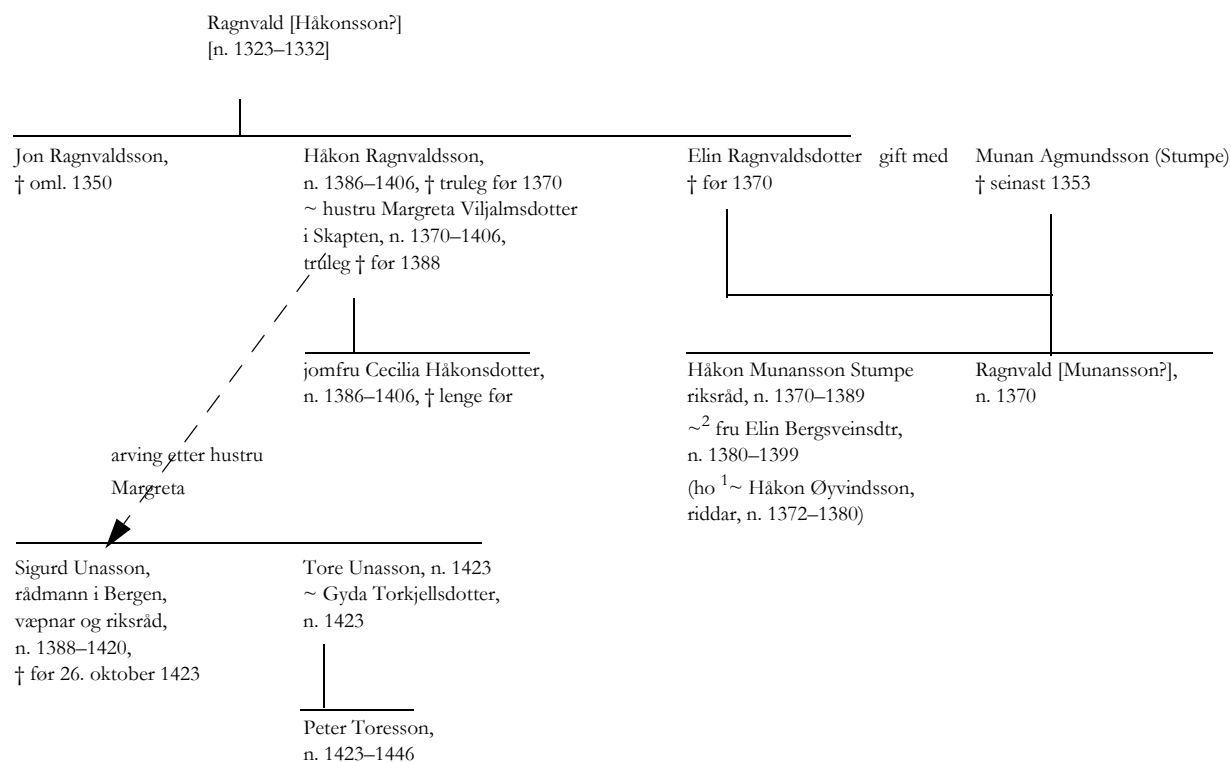 Ragnvald [Håkonsson?]
[n. 1323–1332]
Jon Ragnvaldsson,
† oml. 1350
Håkon Ragnvaldsson,
n. 1386–1406, † truleg før 1370
~ hustru Margreta Viljalmsdotter
i Skapten, n. 1370–1406,
truleg † før 1388
Elin Ragnvaldsdotter gift med
† før 1370
Munan Agmundsson (Stumpe)
† seinast 1353
jomfru Cecilia Håkonsdotter,
n. 1386–1406, † lenge før
Håkon Munansson Stumpe
riksråd, n. 1370–1389
~² fru Elin Bergsveinsdtr,
n. 1380–1399
(ho ¹~ Håkon Øyvindsson,
riddar, n. 1372–1380)
Ragnvald [Munansson?],
n. 1370
arving etter hustru
Margreta
Sigurd Unasson,
rådmann i Bergen,
væpnar og riksråd,
n. 1388–1420,
† før 26. oktober 1423
Tore Unasson, n. 1423
~ Gyda Torkjellsdotter,
n. 1423
Peter Toresson,
n. 1423–1446